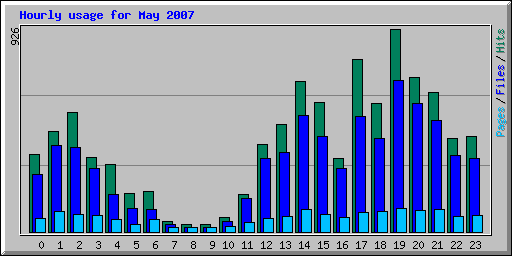 Hourly usage for May 2007
926
Pages / Files / Hits
0 1 2 3 4 5 6 7 8 9 10 11 12 13 14 15 16 17 18 19 20 21 22 23